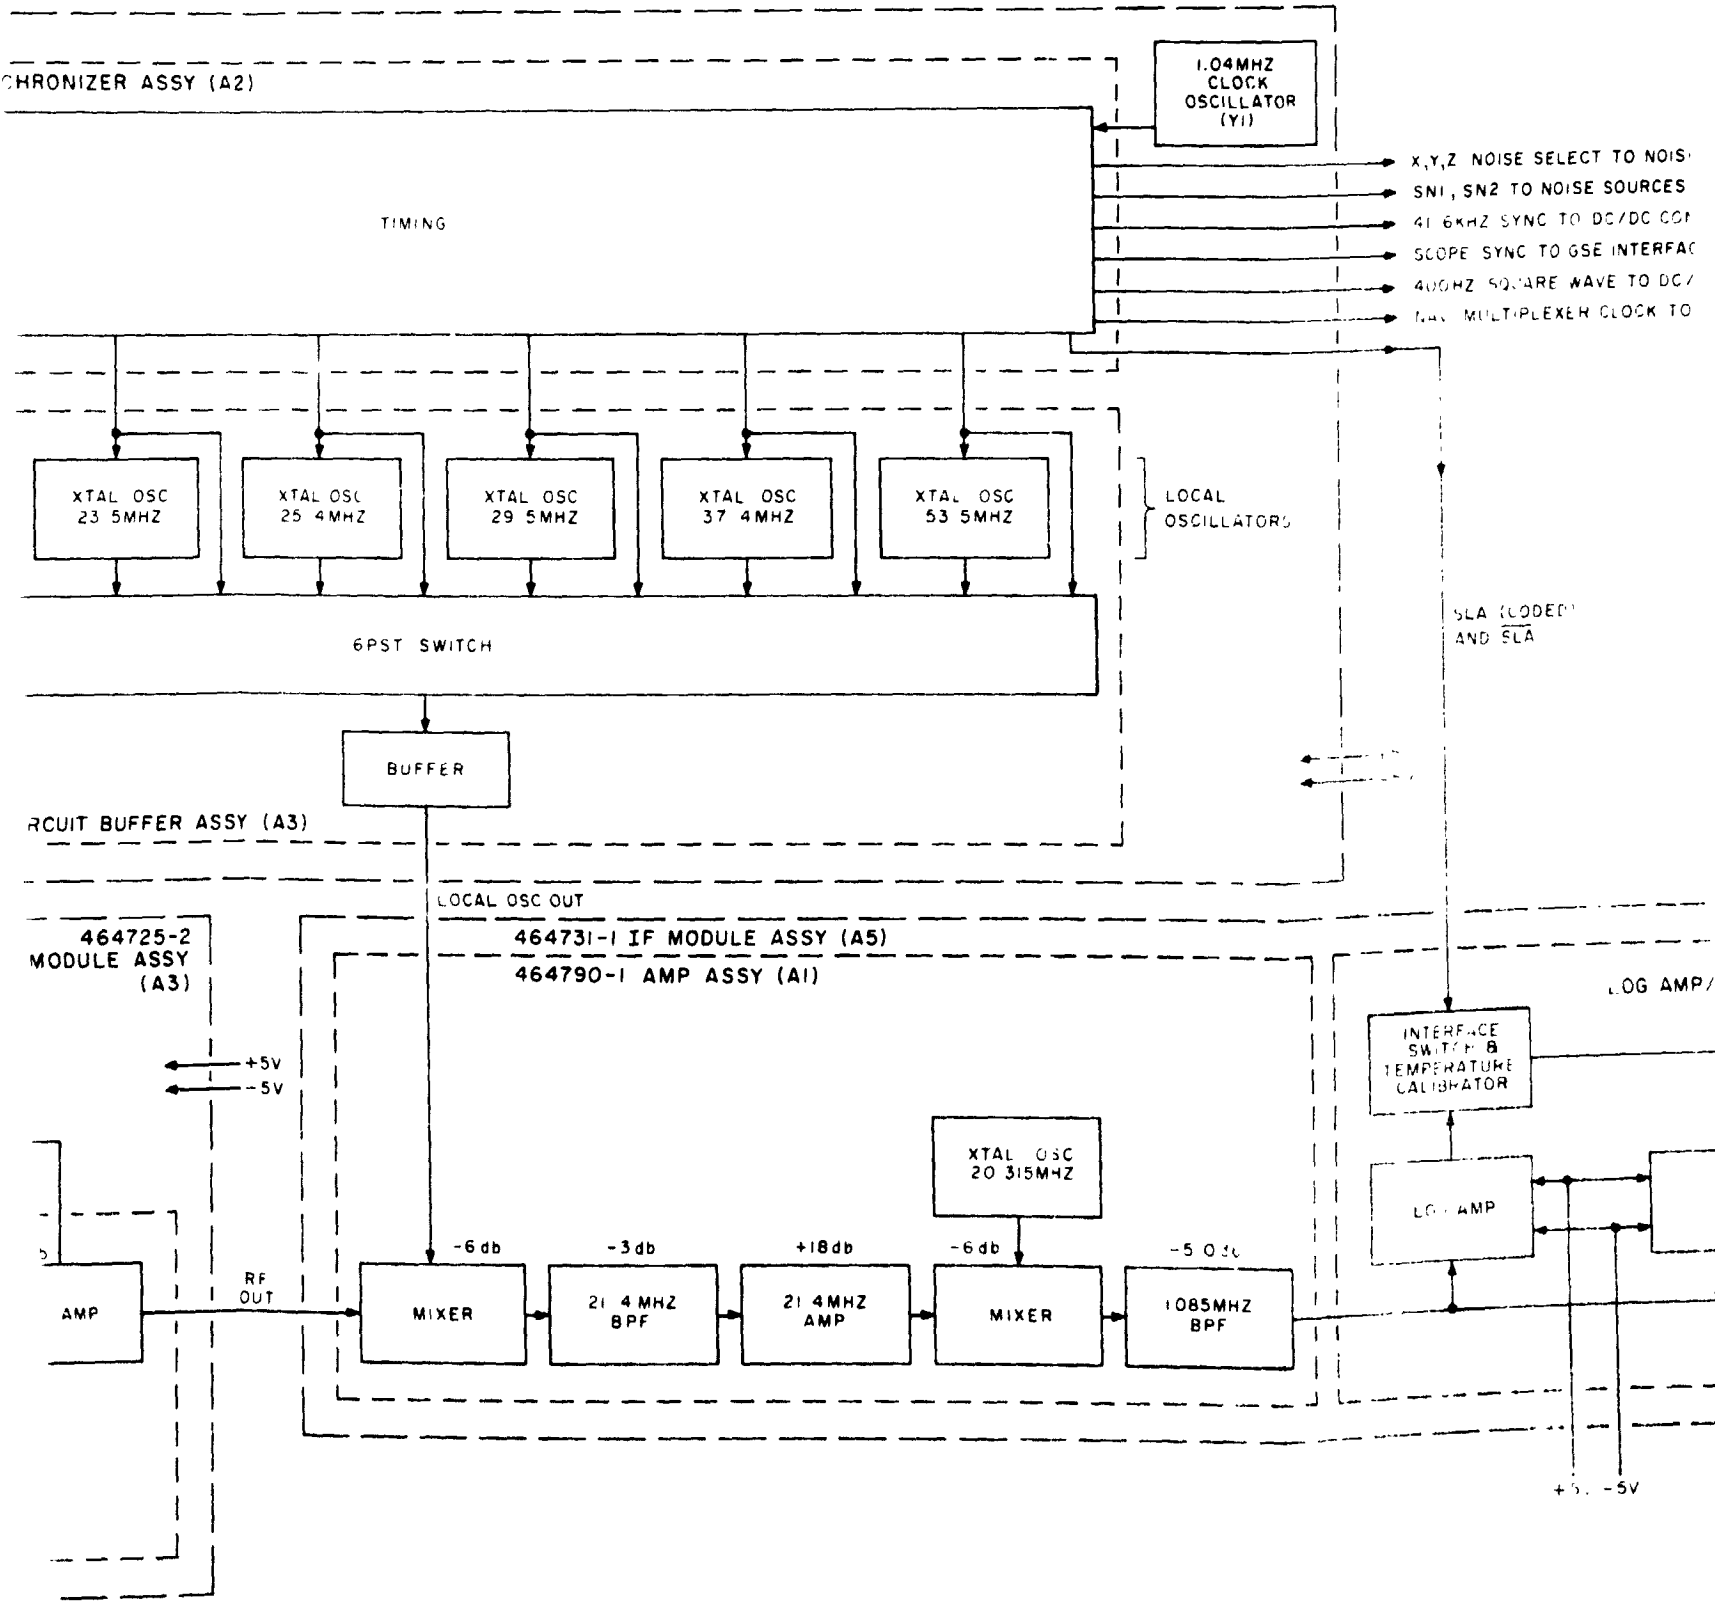 CHRONIZER ASSY (A2)
1.04MHZ
CLOCK
OSCILLATOR
(Y1)
TIMING
X,Y,Z NOISE SELECT TO NOIS
SN1, SN2 TO NOISE SOURCES
41 6KHZ SYNC TO DC/DC CON
SCOPE SYNC TO GSE INTERFAC
400HZ SQUARE WAVE TO DC/
MULTIPLEXER CLOCK TO
XTAL OSC
23 5MHZ
XTAL OSC
25 4MHZ
XTAL OSC
29 5MHZ
XTAL OSC
37 4MHZ
XTAL OSC
53 5MHZ
LOCAL
OSCILLATORS
6PST SWITCH
SLA (CODED)
AND S̅L̅A̅
BUFFER
RCUIT BUFFER ASSY (A3)
LOCAL OSC OUT
464725-2
MODULE ASSY
(A3)
464731-1 IF MODULE ASSY (A5)
464790-1 AMP ASSY (A1)
LOG AMP/
+5V
-5V
INTERFACE
SWITCH &
TEMPERATURE
CALIBRATOR
XTAL OSC
20 315MHZ
LOG AMP
-6db
-3db
+18db
-6db
RF
OUT
AMP
MIXER
21 4MHZ
BPF
21 4MHZ
AMP
MIXER
1085MHZ
BPF
-5V